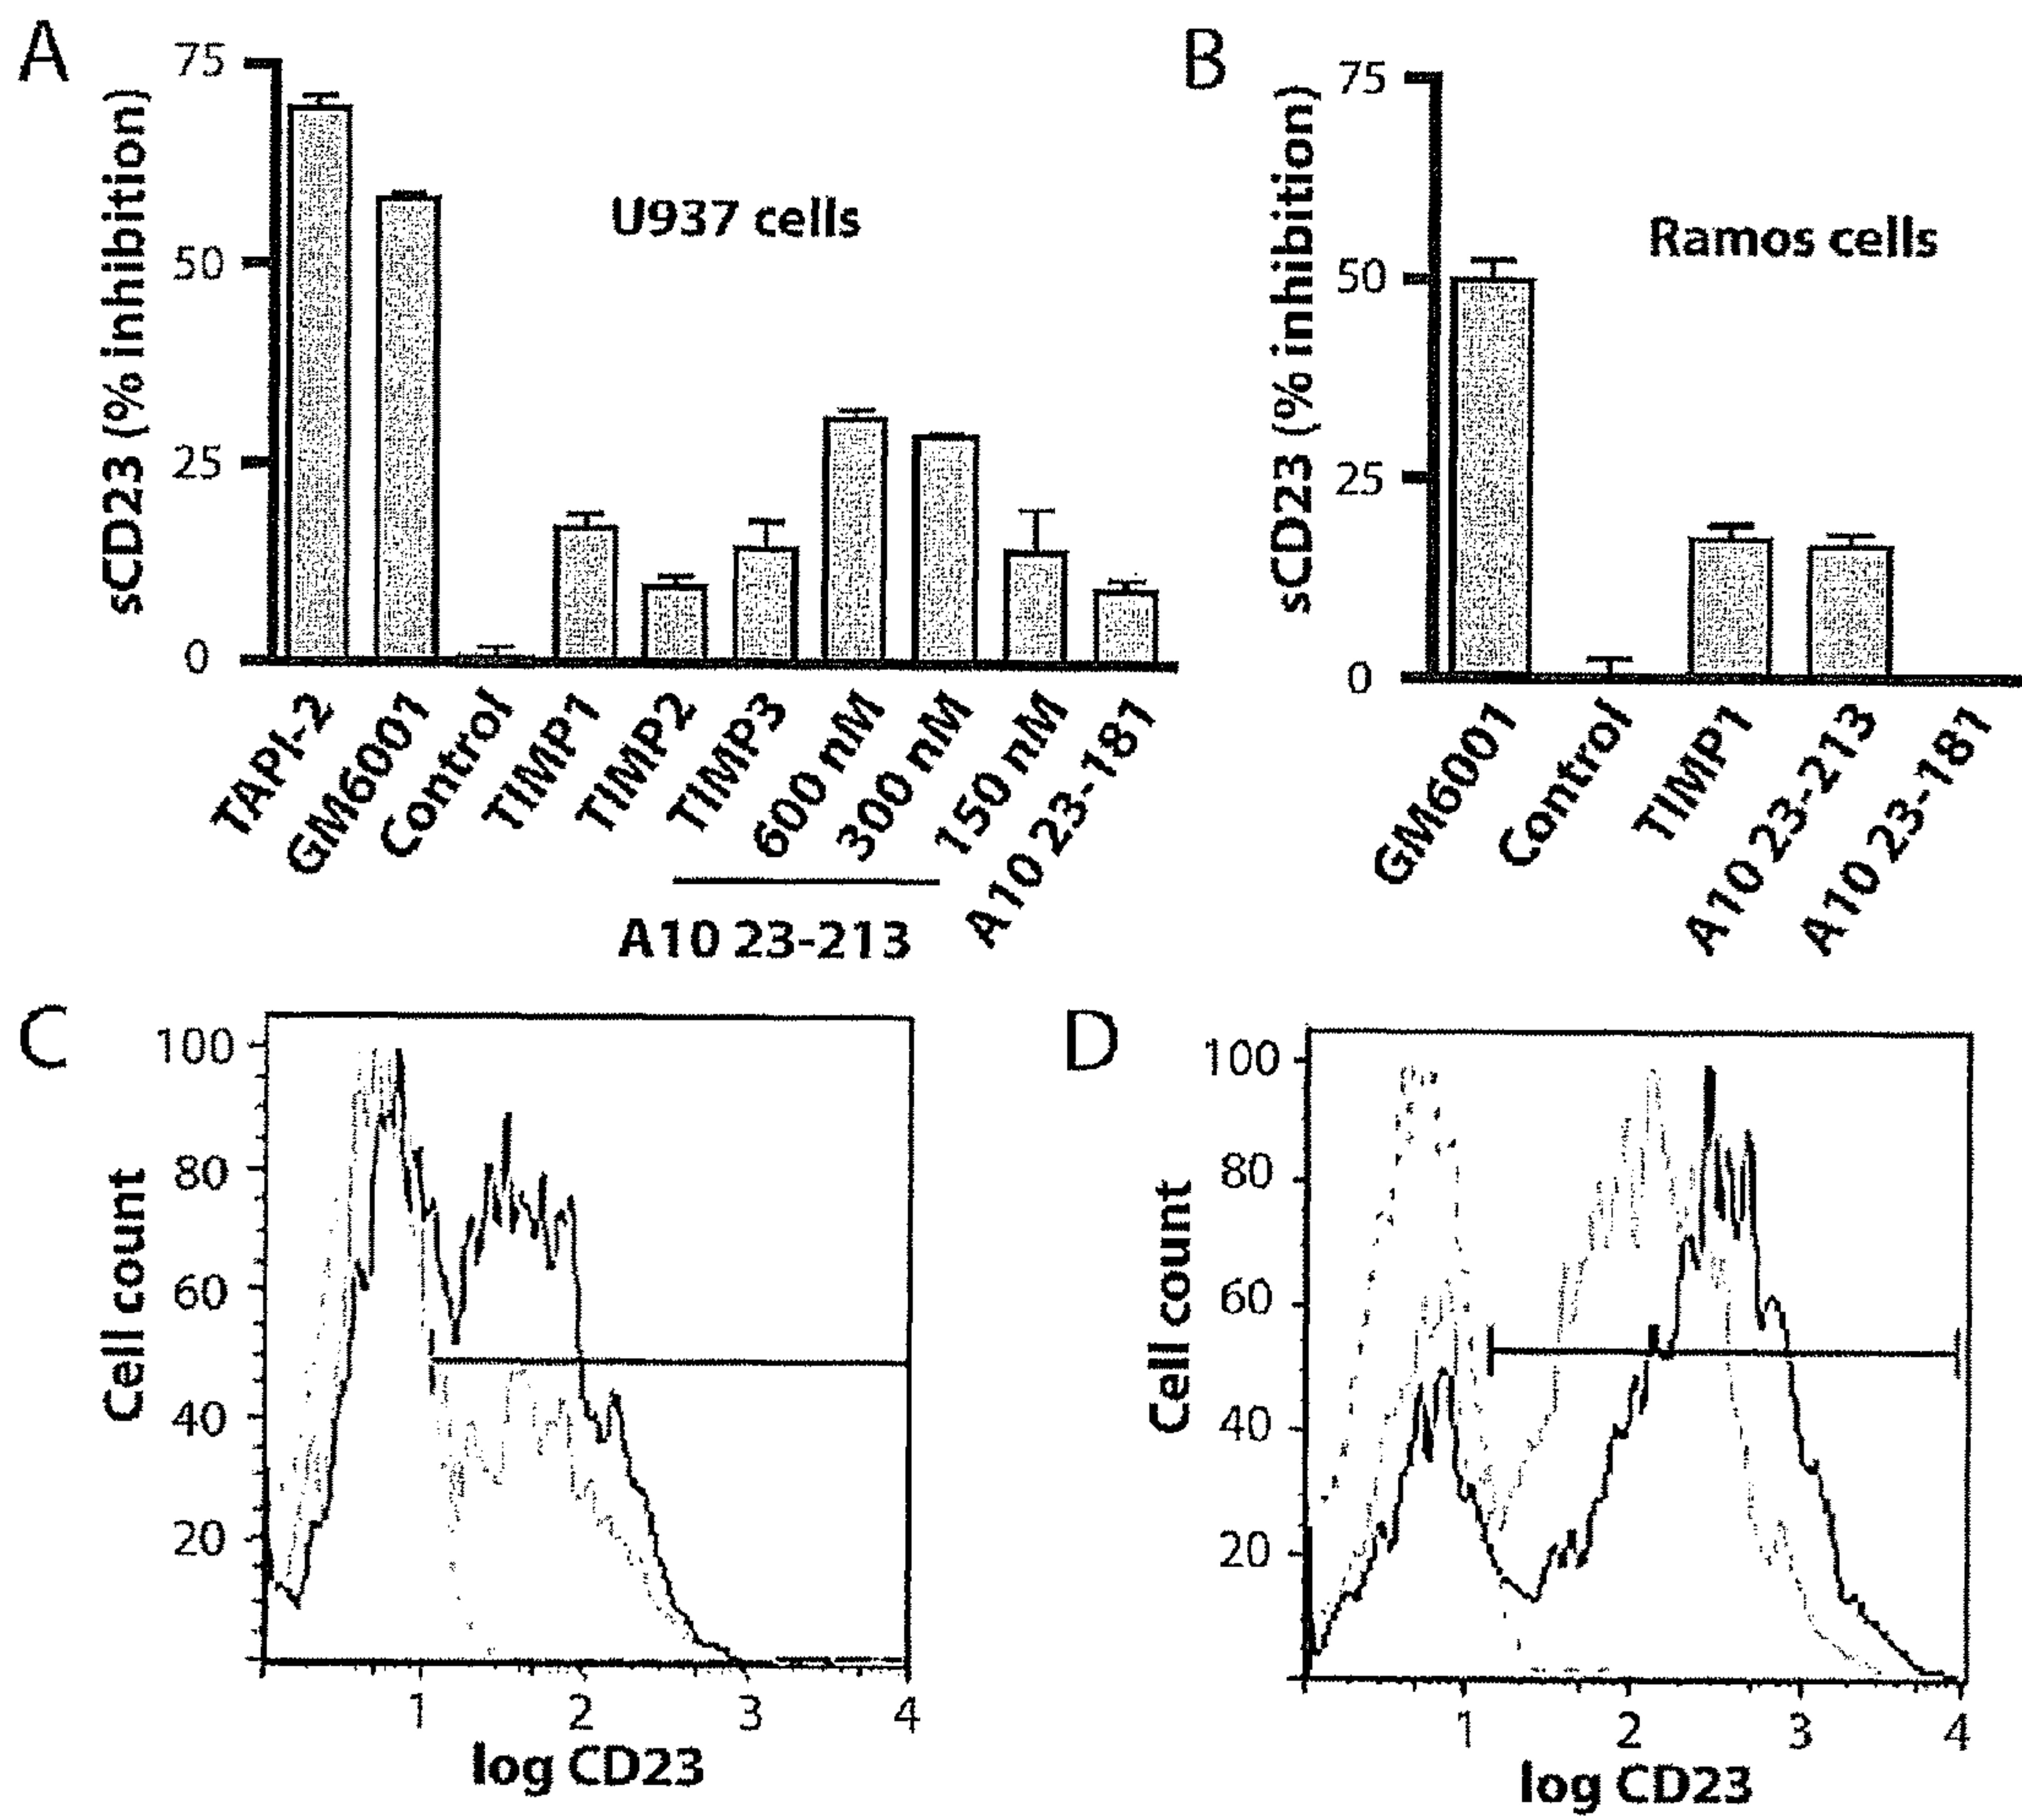 A
75
50
25
0
sCD23 (% inhibition)
U937 cells
TAPI-2
GM6001
Control
TIMP1
TIMP2
TIMP3
600 nM
300 nM
150 nM
A10 23-181
A10 23-213
B
75
50
25
0
sCD23 (% inhibition)
Ramos cells
GM6001
Control
TIMP1
A10 23-213
A10 23-181
C
100
80
60
40
20
Cell count
1
2
3
4
log CD23
D
100
80
60
40
20
Cell count
1
2
3
4
log CD23